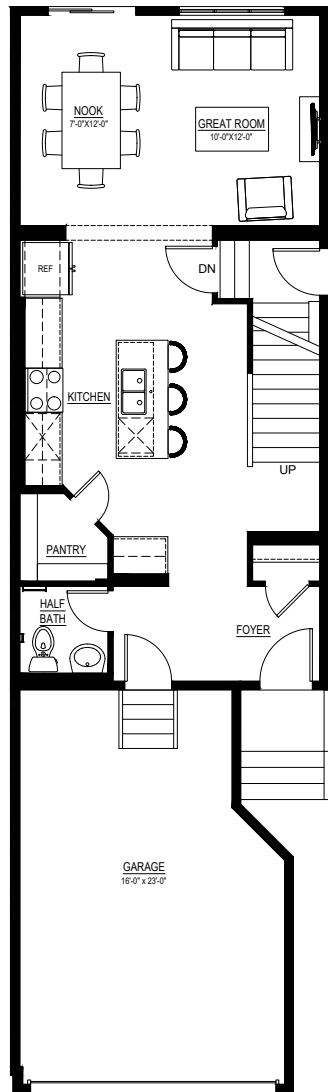 NOOK
7'-0"X12'-0"
GREAT ROOM
10'-0"X12'-0"
REF
DN
KITCHEN
UP
PANTRY
HALF
BATH
FOYER
GARAGE
16'-0" x 23'-0"